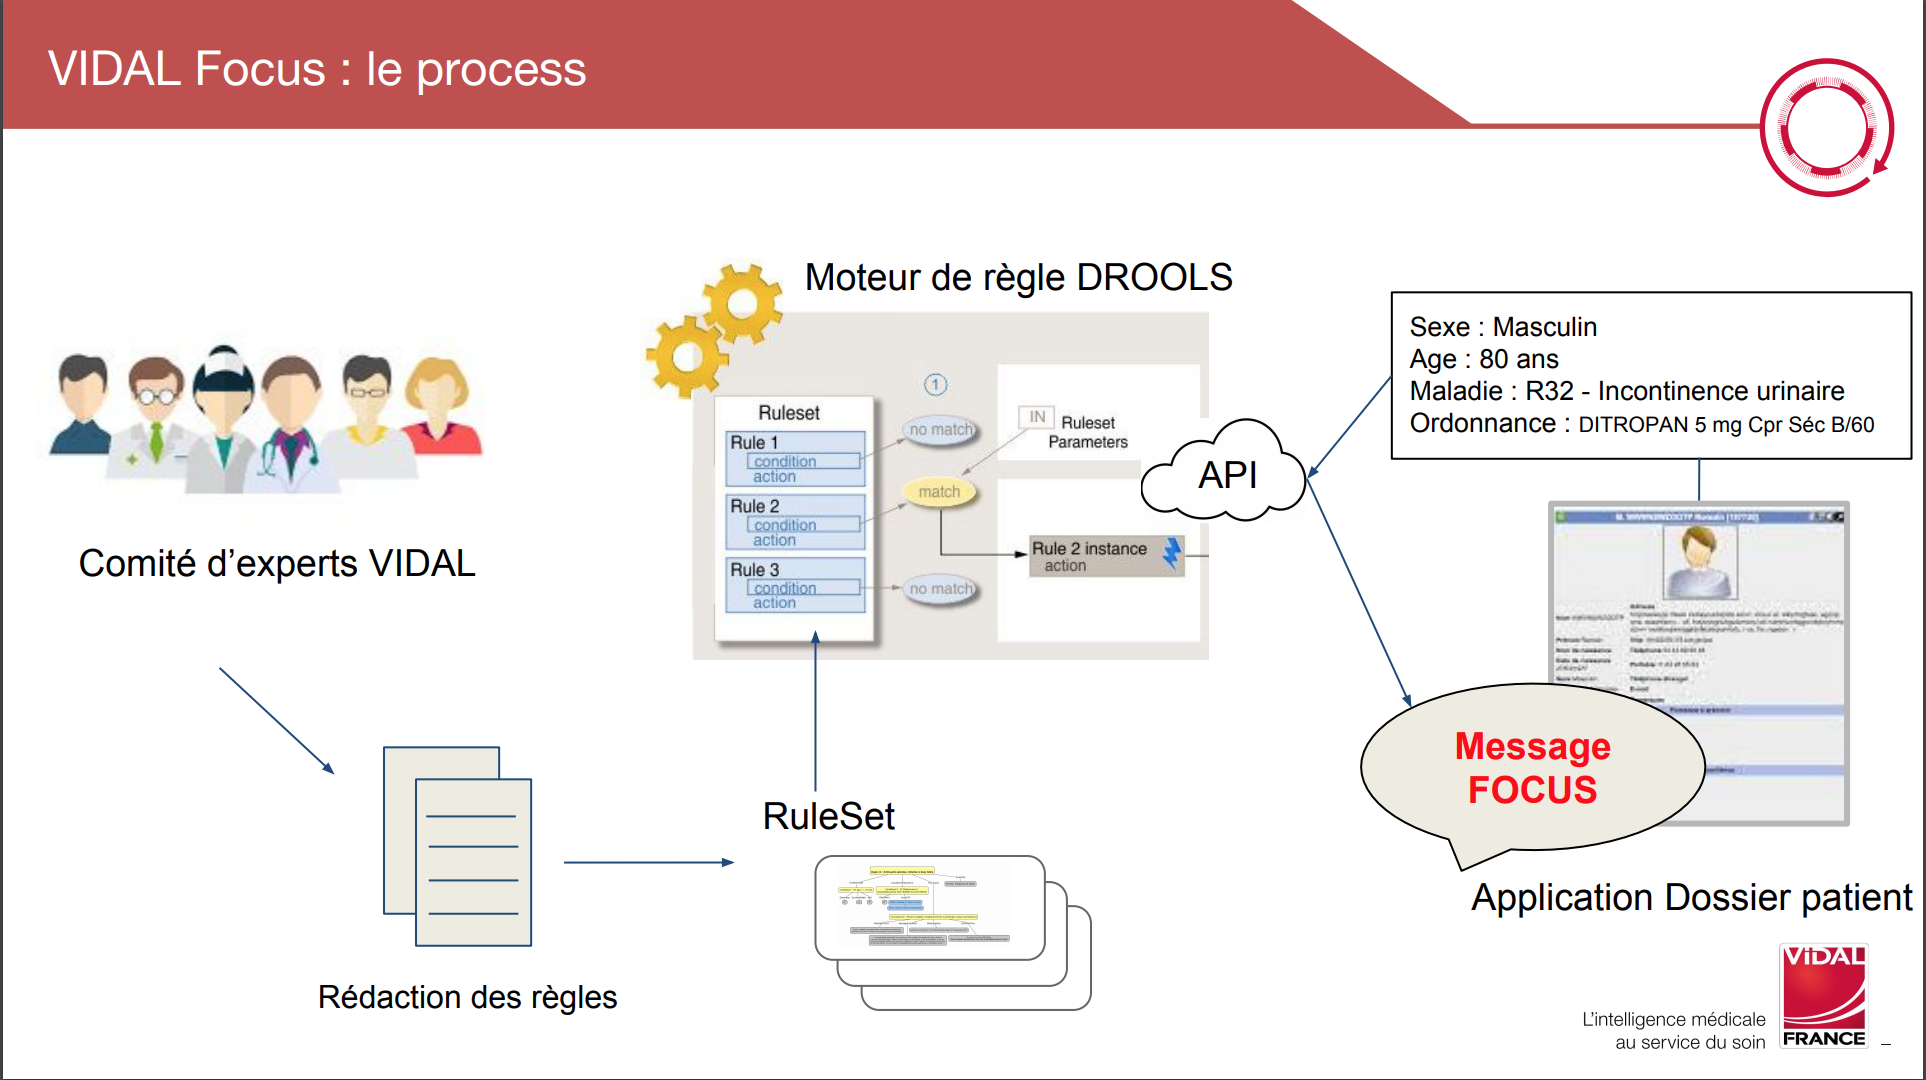 VIDAL Focus : le process
Moteur de règle DROOLS
Sexe : Masculin
Age : 80 ans
Maladie : R32 - Incontinence urinaire
Ordonnance : DITROPAN 5 mg Cpr Séc B/60
1
Ruleset
Rule 1
condition
action
Rule 2
condition
action
Rule 3
condition
action
no match
match
no match
IN
Ruleset
Parameters
Rule 2 instance
action
API
Comité d'experts VIDAL
Message
FOCUS
RuleSet
Application Dossier patient
Rédaction des règles
L'intelligence médicale
au service du soin
VIDAL
FRANCE